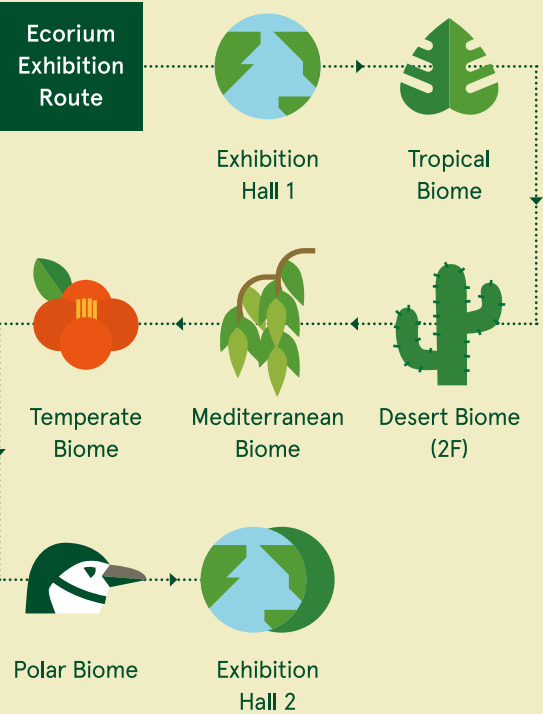 Ecorium
Exhibition
Route
Exhibition
Hall 1
Tropical
Biome
Temperate
Biome
Mediterranean
Biome
Desert Biome
(2F)
Polar Biome
Exhibition
Hall 2